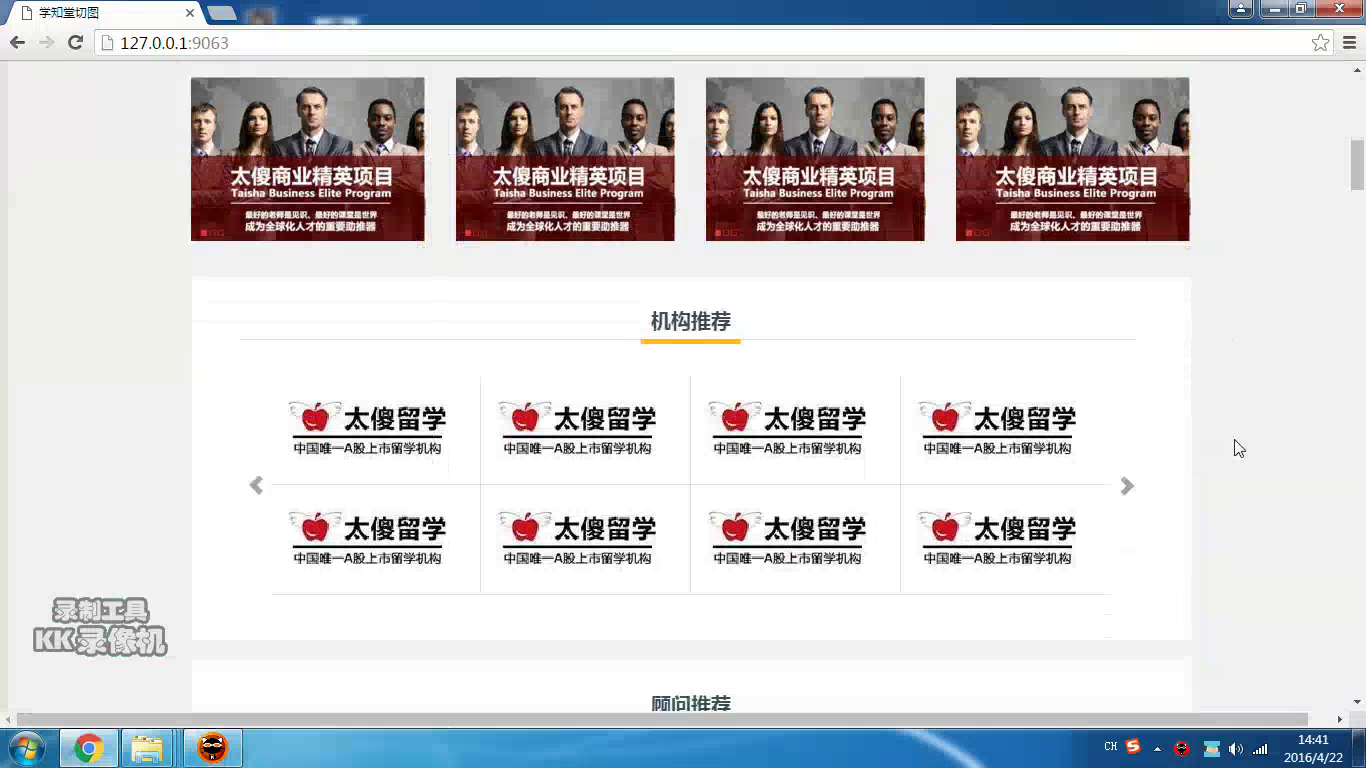 学知堂切图
127.0.0.1:9063
太傻商业精英项目 太傻商业精英项目 太傻商业精英项目 太傻商业精英项目
Taisha Business Elite Program Taisha Business Elite Program Taisha Business Elite Program Taisha Business Elite Program
最好的老师是见识、最好的课堂是世界 最好的老师是见识、最好的课堂是世界 最好的老师是见识、最好的课堂是世界 最好的老师是见识、最好的课堂是世界
成为全球化人才的重要助推器 成为全球化人才的重要助推器 成为全球化人才的重要助推器 成为全球化人才的重要助推器
机构推荐
太傻留学 太傻留学 太傻留学 太傻留学
中国唯一A股上市留学机构 中国唯一A股上市留学机构 中国唯一A股上市留学机构 中国唯一A股上市留学机构
太傻留学 太傻留学 太傻留学 太傻留学
中国唯一A股上市留学机构 中国唯一A股上市留学机构 中国唯一A股上市留学机构 中国唯一A股上市留学机构
录制工具
KK录像机
顾问推荐
CH
14:41
2016/4/22